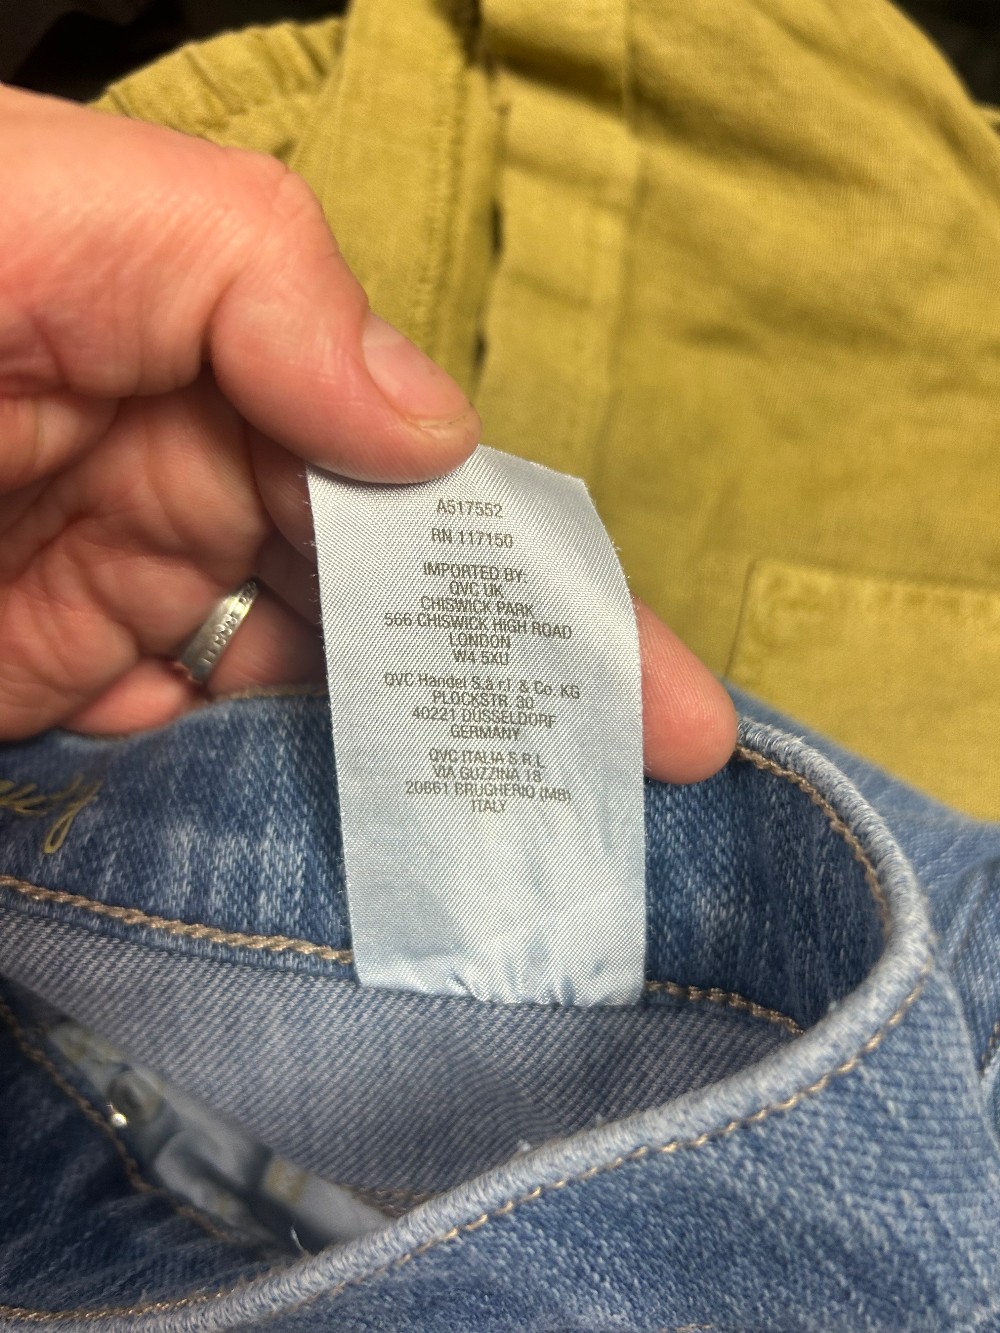 A517552
RN 117150
IMPORTED BY:
QVC UK
CHISWICK PARK
566 CHISWICK HIGH ROAD
LONDON
W4 5XU
QVC Handel S.à r.l. & Co. KG
PLOCKSTR. 30
40221 DÜSSELDORF
GERMANY
QVC ITALIA S.R.L.
VIA GUZZINA 18
20861 BRUGHERIO (MB)
ITALY